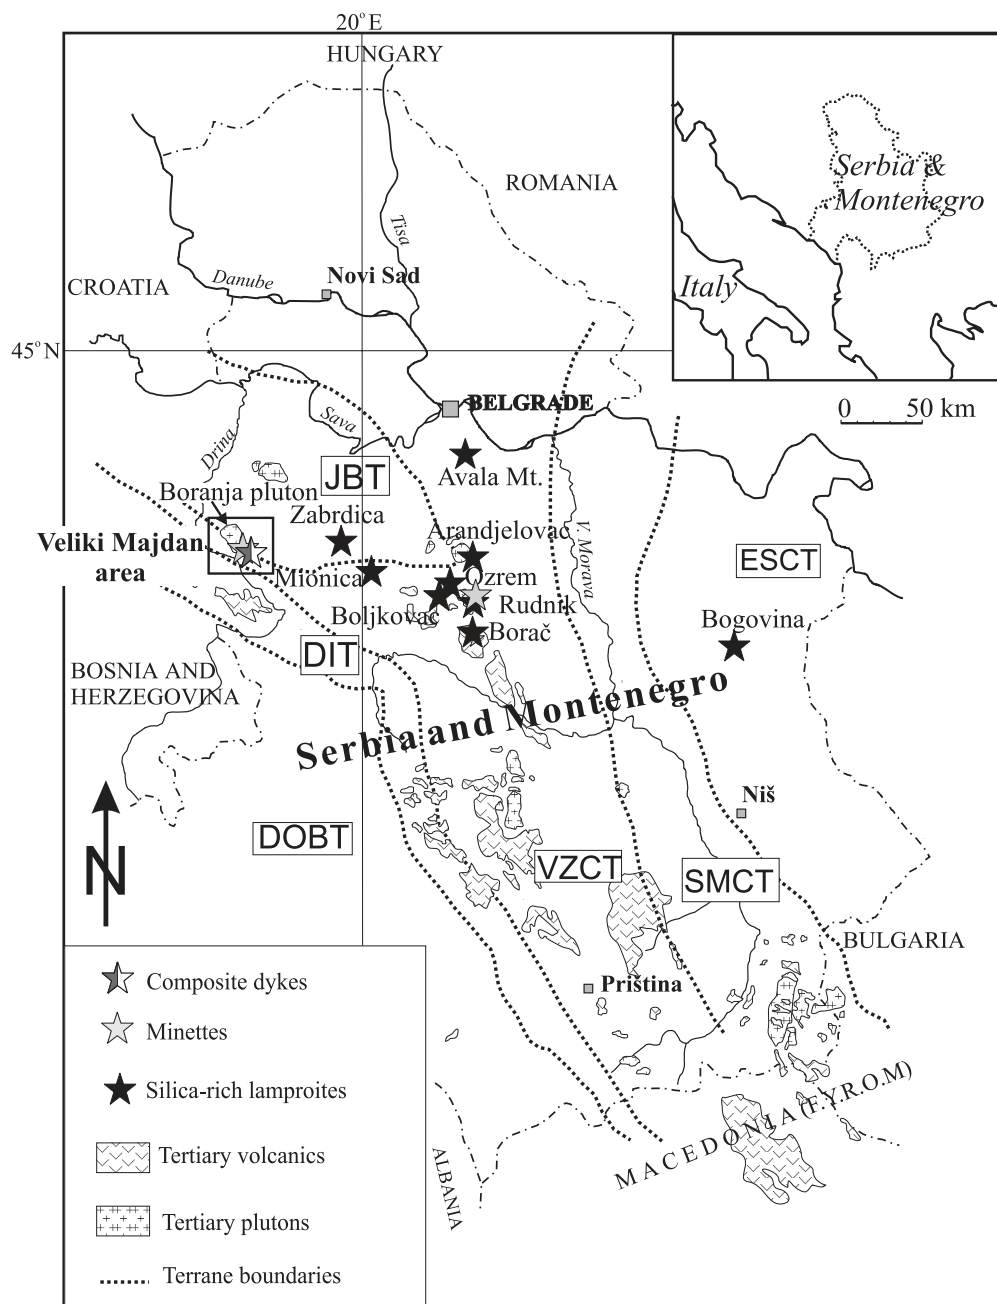 20° E
HUNGARY
ROMANIA
Serbia &
Montenegro
Tisa
Danube
Novi Sad
CROATIA
Italy
45° N
BELGRADE
0 50 km
Sava
Drina
Avala Mt.
JBT
Boranja pluton
Zabrdica
Arandjelovac
V. Morava
Veliki Majdan
area
ESCT
Mionica
Ozrem
Boljkovac
Rudnik
Bogovina
Borač
DIT
BOSNIA AND
HERZEGOVINA
Serbia and Montenegro
Niš
N
DOBT
VZCT
SMCT
BULGARIA
Priština
Composite dykes
Minettes
Silica-rich lamproites
MACEDONIA (F.Y.R.O.M)
Tertiary volcanics
ALBANIA
Tertiary plutons
Terrane boundaries